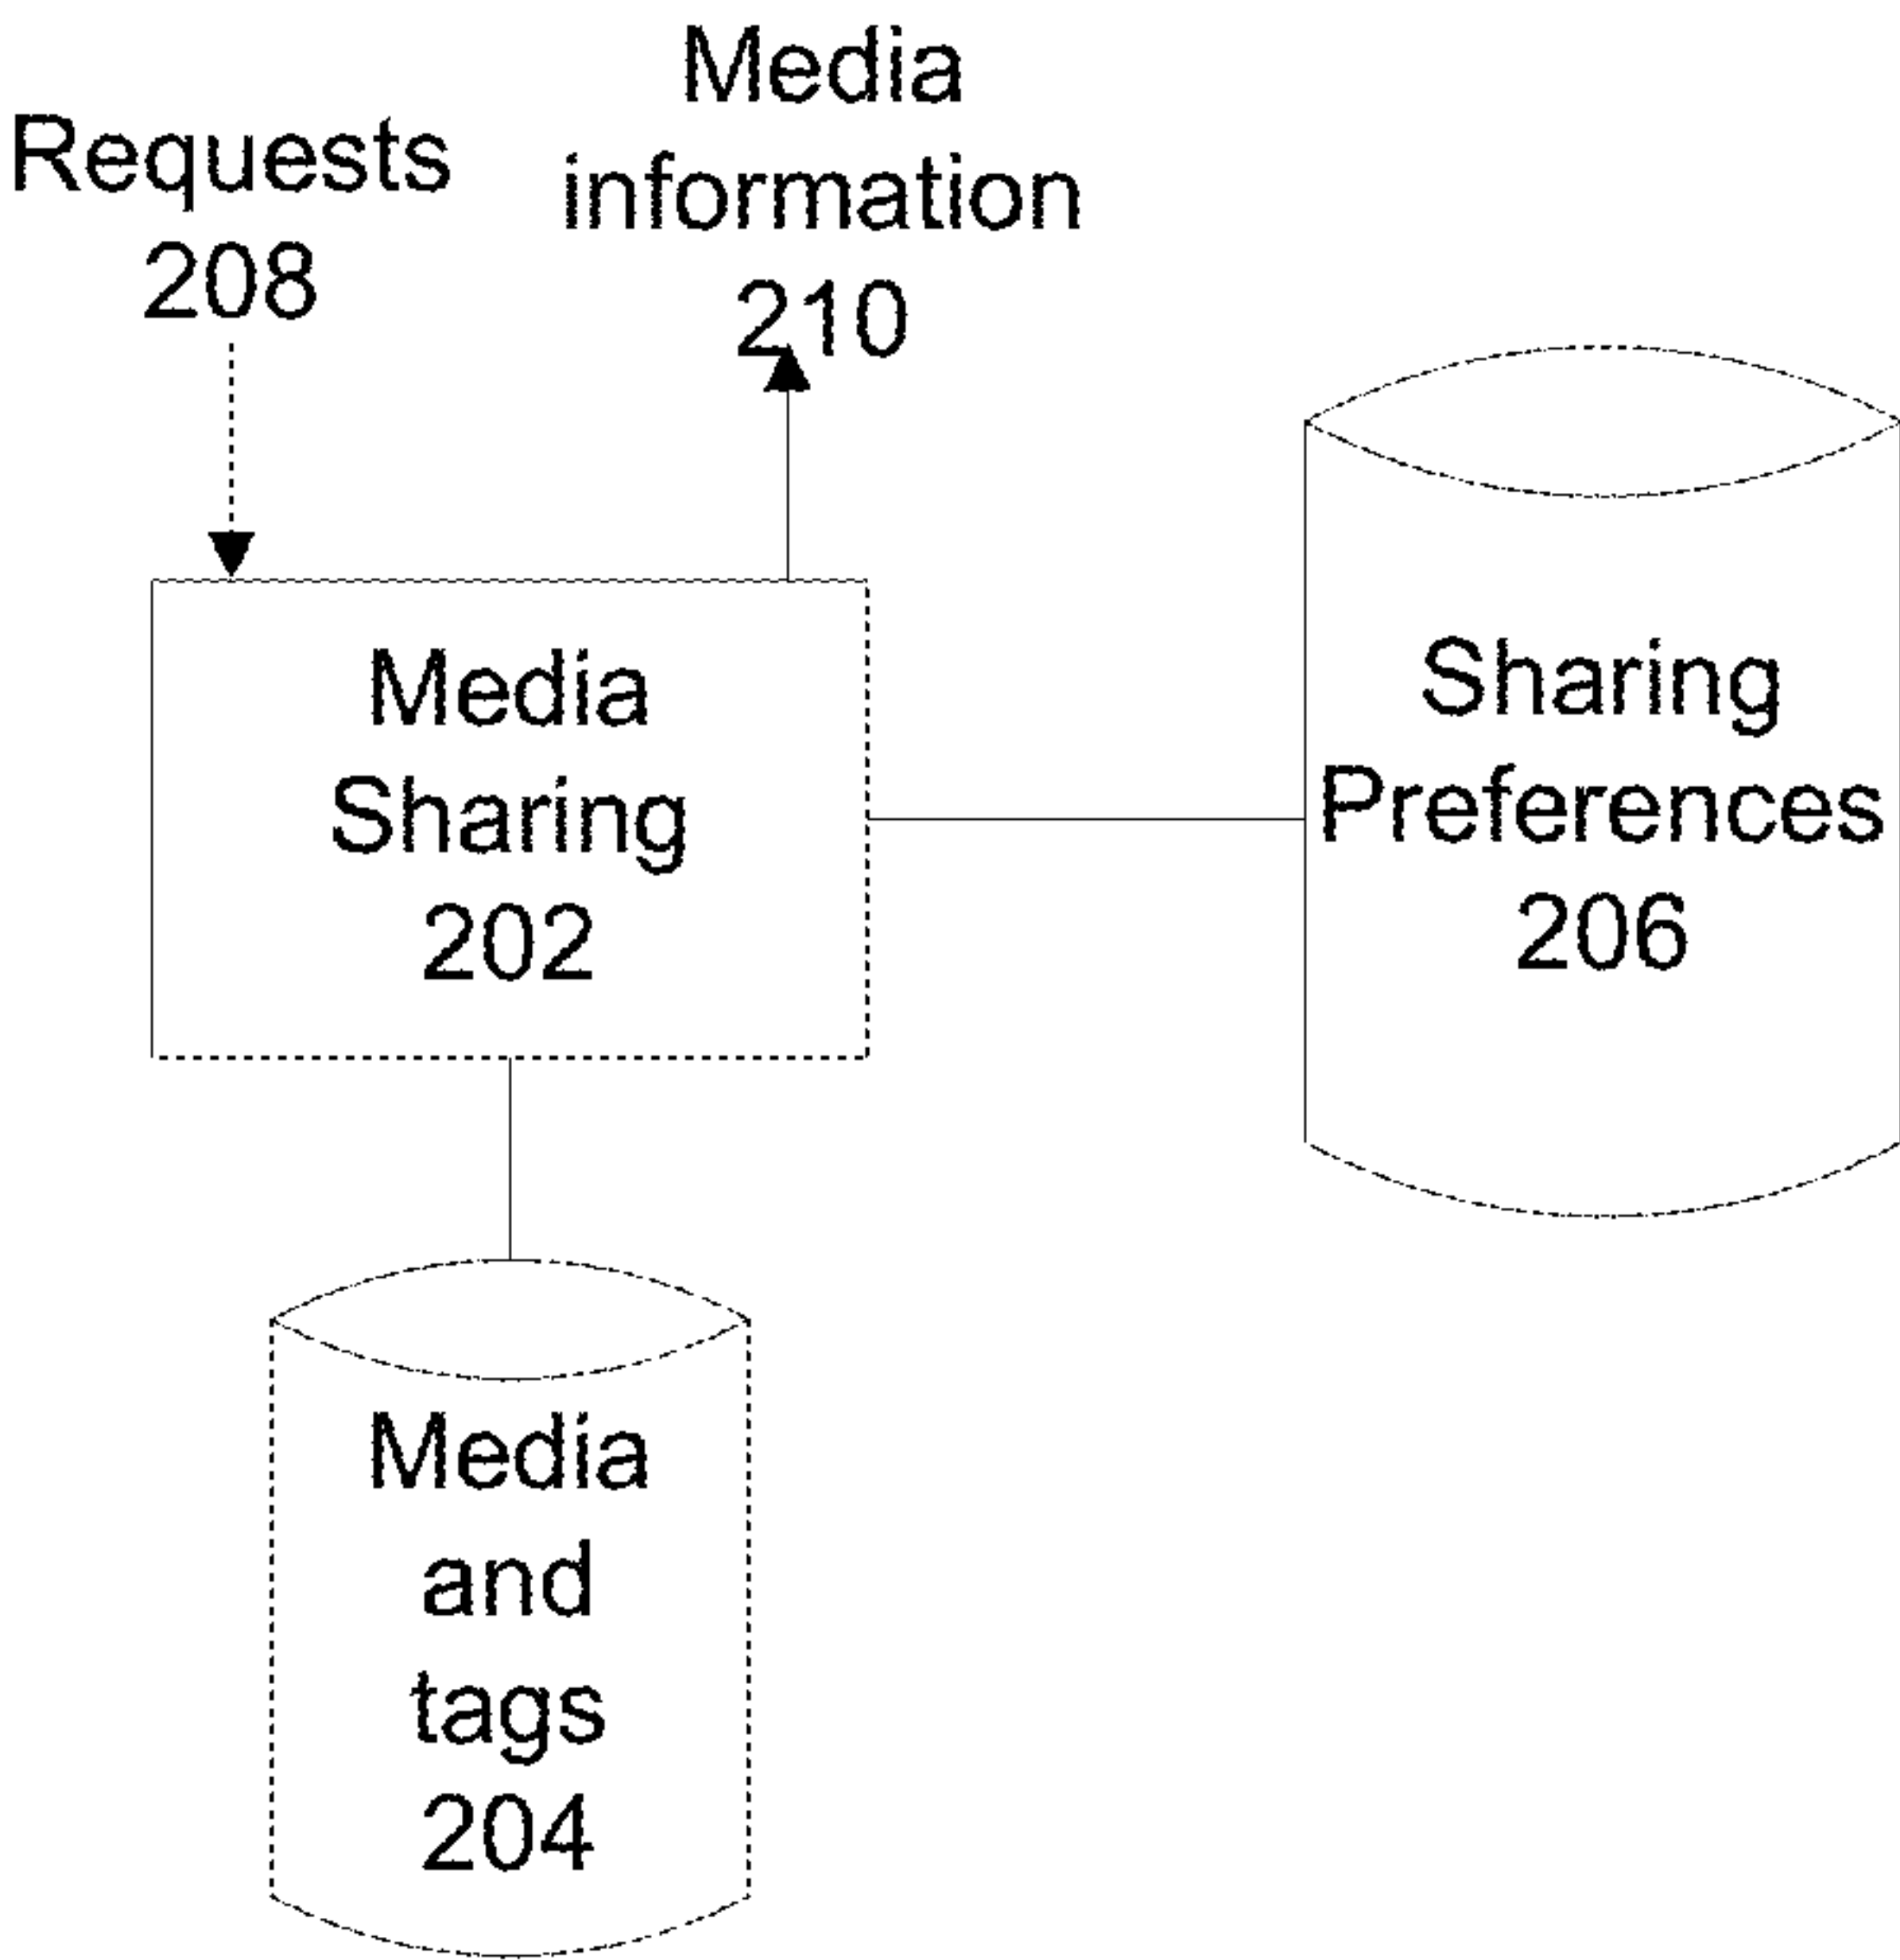 Requests
208
Media
information
210
Media
Sharing
202
Sharing
Preferences
206
Media
and
tags
204